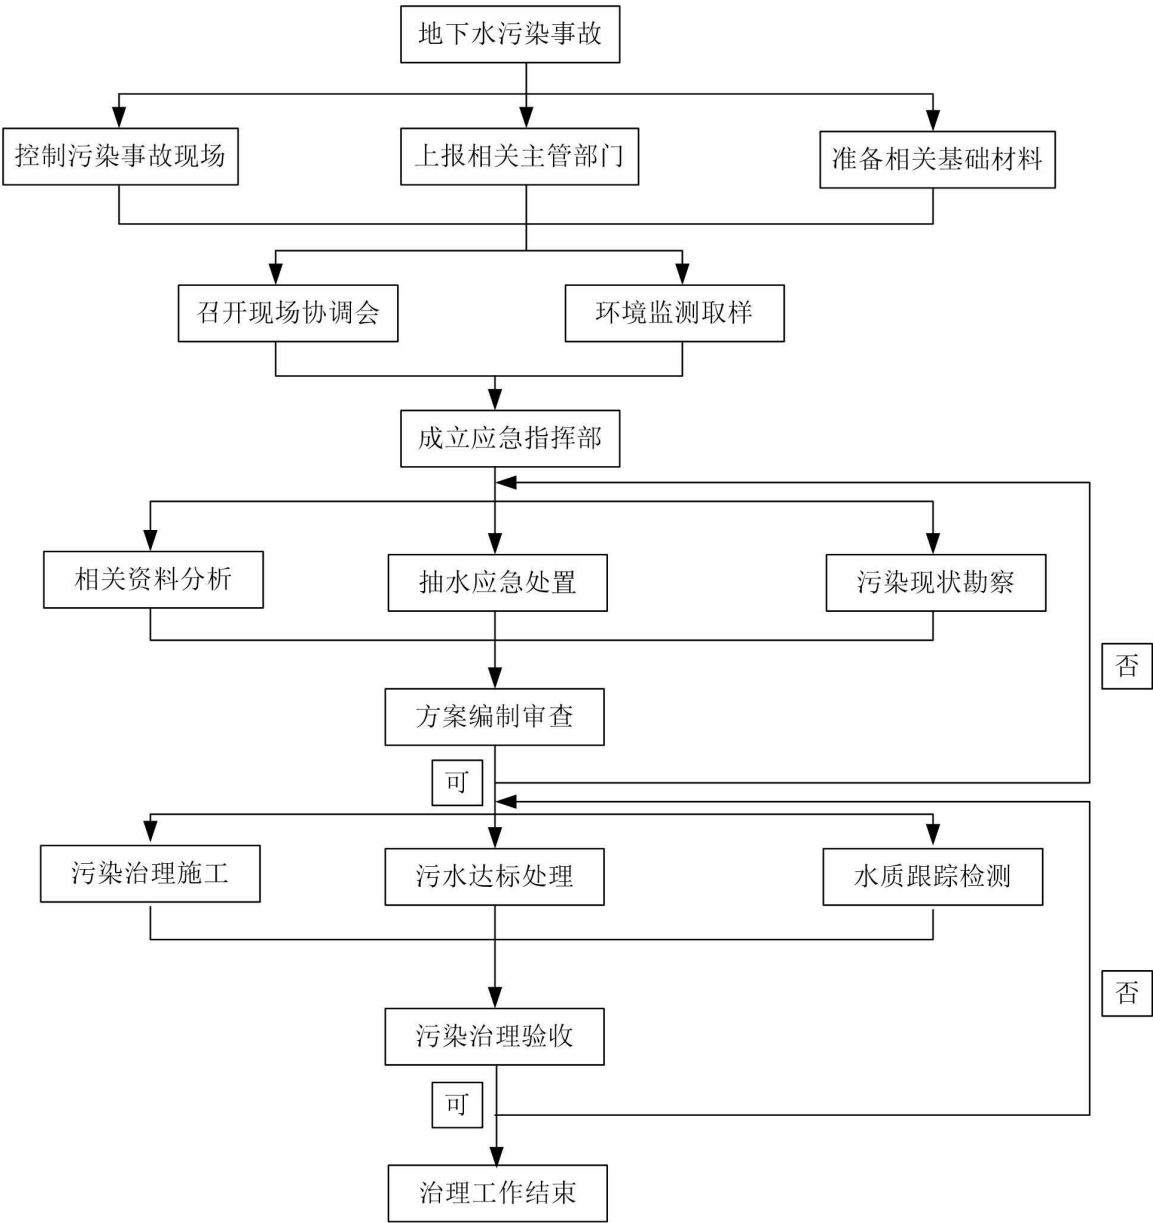 地下水污染事故
控制污染事故现场
上报相关主管部门
准备相关基础材料
召开现场协调会
环境监测取样
成立应急指挥部
相关资料分析
抽水应急处置
污染现状勘察
否
方案编制审查
可
污染治理施工
污水达标处理
水质跟踪检测
否
污染治理验收
可
治理工作结束